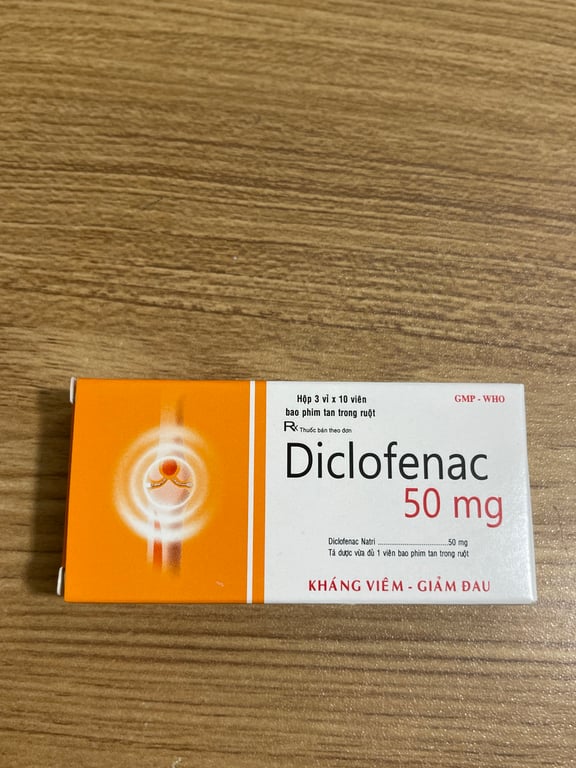 Hộp 3 vỉ x 10 viên
bao phim tan trong ruột
GMP - WHO
Rx Thuốc bán theo đơn
Diclofenac
50 mg
Diclofenac Natri ................................50 mg
Tá dược vừa đủ 1 viên bao phim tan trong ruột
KHÁNG VIÊM - GIẢM ĐAU